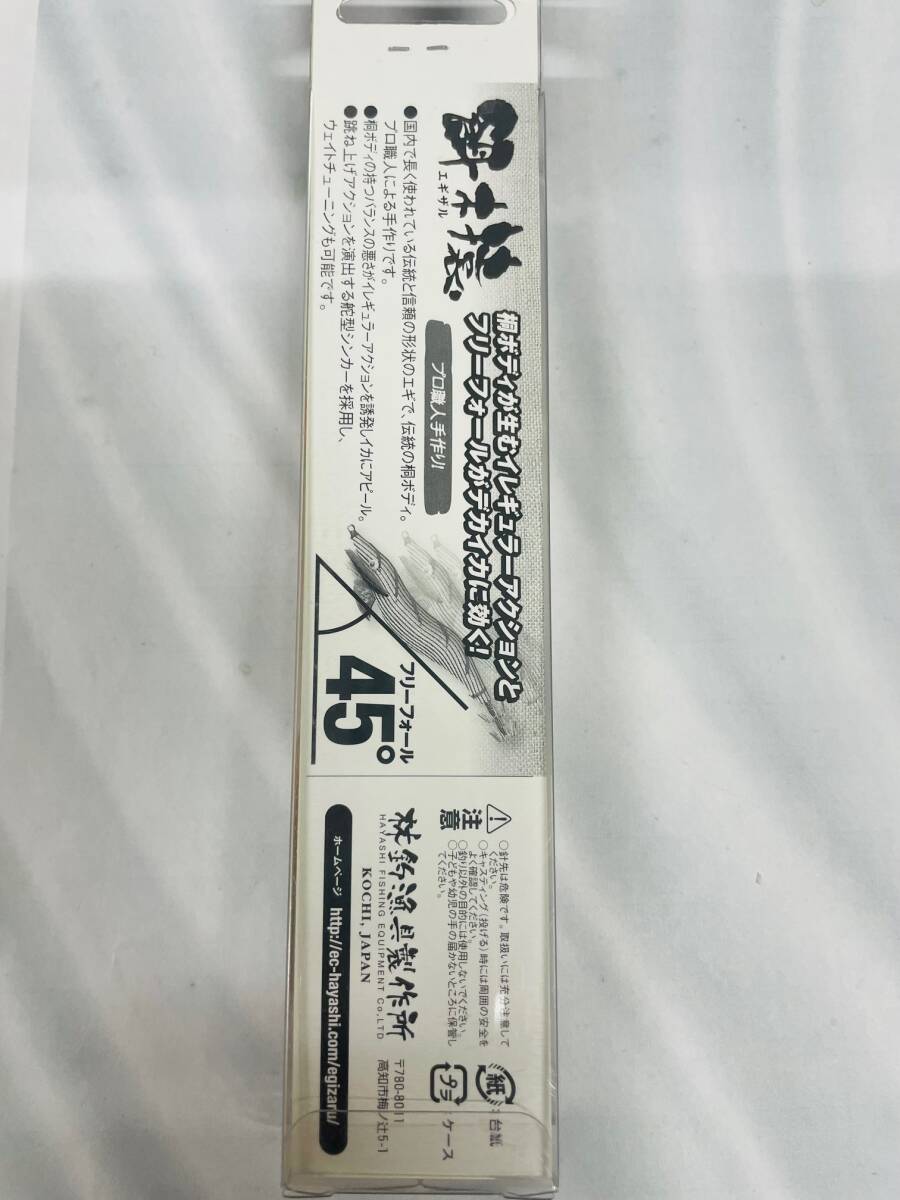 餌木猿
エギザル
桐ボディが生むイレギュラーアクションと
フリーフォールがデカイカに効く!
プロ職人手作り!
●国内で長く使われている伝統と信頼の形状のエギで、伝統の桐ボディ。
プロ職人による手作りです。
●桐ボディの持つバランスの悪さがイレギュラーアクションを誘発しイカにアピール。
●跳ね上げアクションを演出する舵型シンカーを採用し、
ウェイトチューニングも可能です。
フリーフォール
45°
注意
○針先は危険です。取扱いには充分注意して
ください。
○キャスティング(投げる)時には周囲の安全を
よく確認してください。
○釣り以外の目的には使用しないでください。
○子どもや幼児の手の届かないところに保管し
てください。
紙:台紙
プラ:ケース
林釣漁具製作所
HAYASHI FISHING EQUIPMENT Co.,LTD
KOCHI, JAPAN
〒780-8011
高知市梅ノ辻5-1
ホームページ http://ec-hayashi.com/egizaru/